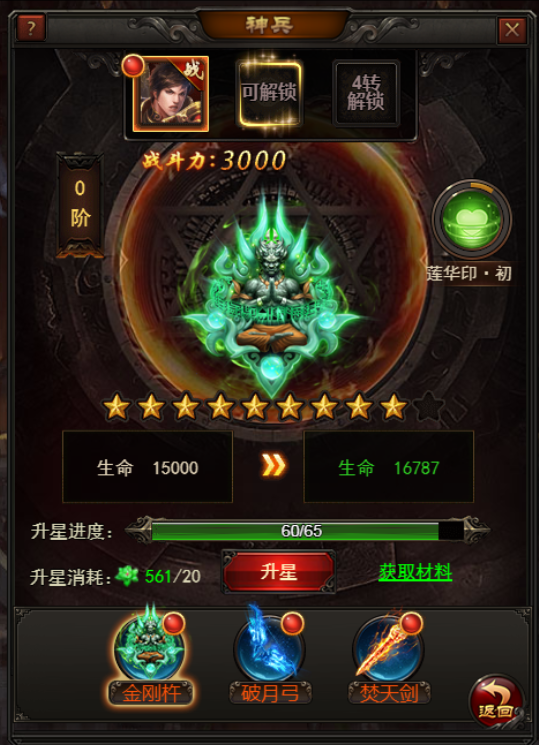 ?
神兵
战
可解锁
4转
解锁
战斗力:3000
0
阶
莲华印·初
生命 15000
生命 16787
升星进度:
60/65
升星消耗:
561/20
升星
获取材料
金刚杵
破月弓
焚天剑
返回